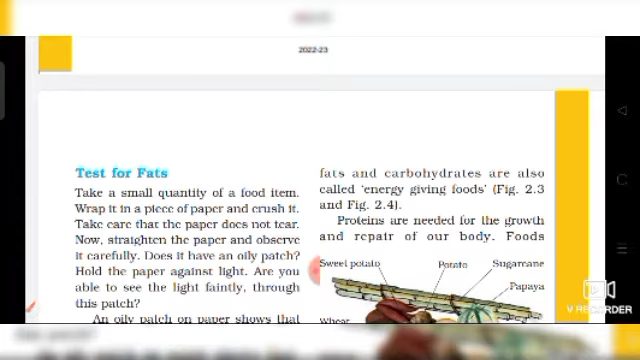 2022-23
Test for Fats
Take a small quantity of a food item.
Wrap it in a piece of paper and crush it.
Take care that the paper does not tear.
Now, straighten the paper and observe
it carefully. Does it have an oily patch?
Hold the paper against light. Are you
able to see the light faintly, through
this patch?
An oily patch on paper shows that
fats and carbohydrates are also
called 'energy giving foods' (Fig. 2.3
and Fig. 2.4).
Proteins are needed for the growth
and repair of our body. Foods
Sweet potato
Potato
Sugarcane
Papaya
Wheat
V RECORDER